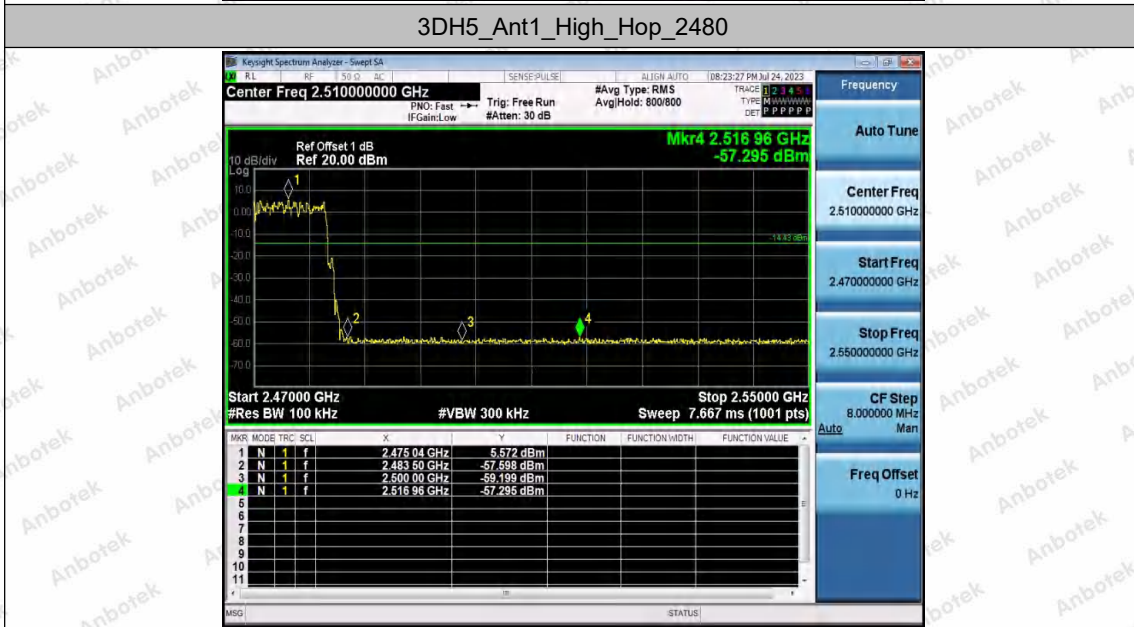 3DH5_Ant1_High_Hop_2480
Keysight Spectrum Analyzer - Swept SA
RL RF 50 Ω AC SENSE:PULSE ALIGN AUTO 08:23:27 PM Jul 24, 2023
Center Freq 2.510000000 GHz
PNO: Fast
IFGain:Low
Trig: Free Run
#Atten: 30 dB
#Avg Type: RMS
Avg|Hold: 800/800
TRACE 1 2 3 4 5 6
TYPE M WWWWW
DET P P P P P P
Mkr4 2.516 96 GHz
-57.295 dBm
Ref Offset 1 dB
10 dB/div Ref 20.00 dBm
Log
10.0
0.00
-10.0
-20.0
-30.0
-40.0
-50.0
-60.0
-70.0
1
-14.43 dBm
2
3
4
Start 2.47000 GHz Stop 2.55000 GHz
#Res BW 100 kHz #VBW 300 kHz Sweep 7.667 ms (1001 pts)
MKR MODE TRC SCL X Y FUNCTION FUNCTION WIDTH FUNCTION VALUE
1 N 1 f 2.475 04 GHz 5.572 dBm
2 N 1 f 2.483 50 GHz -57.598 dBm
3 N 1 f 2.500 00 GHz -59.199 dBm
4 N 1 f 2.516 96 GHz -57.295 dBm
5
6
7
8
9
10
11
MSG STATUS
Frequency
Auto Tune
Center Freq
2.510000000 GHz
Start Freq
2.470000000 GHz
Stop Freq
2.550000000 GHz
CF Step
8.000000 MHz
Auto Man
Freq Offset
0 Hz
Anbotek